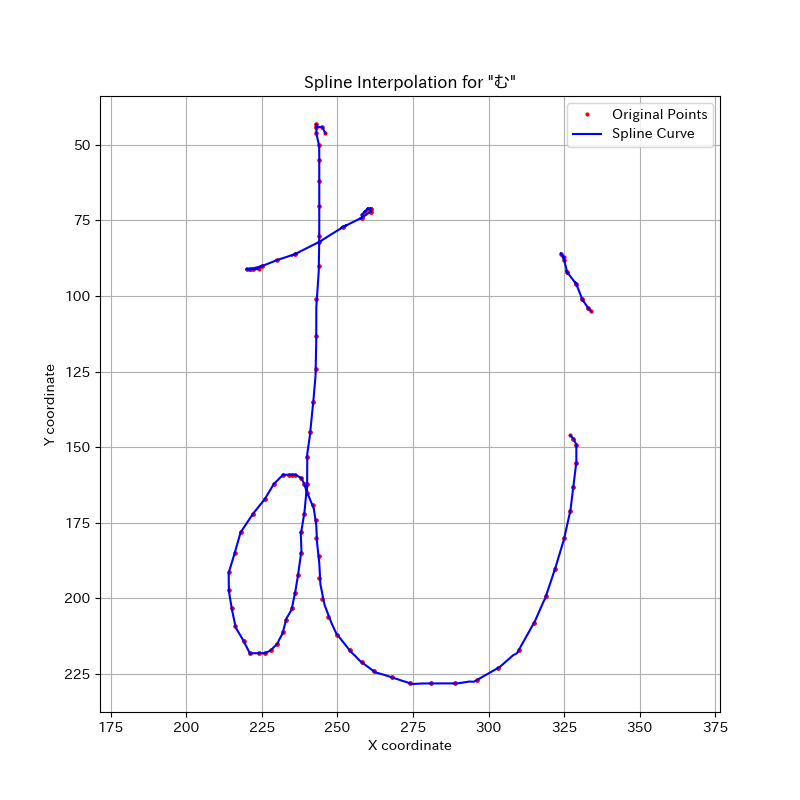 Spline Interpolation for "む"
Original Points
Spline Curve
50
75
100
125
150
175
200
225
Y coordinate
む
175 200 225 250 275 300 325 350 375
X coordinate